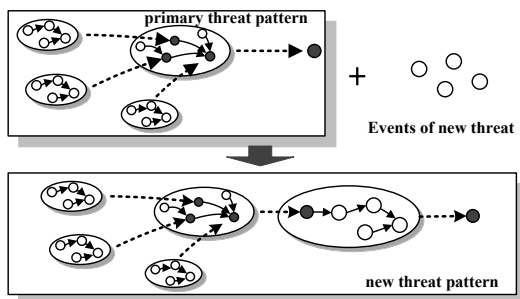 primary threat pattern
+
Events of new threat
new threat pattern